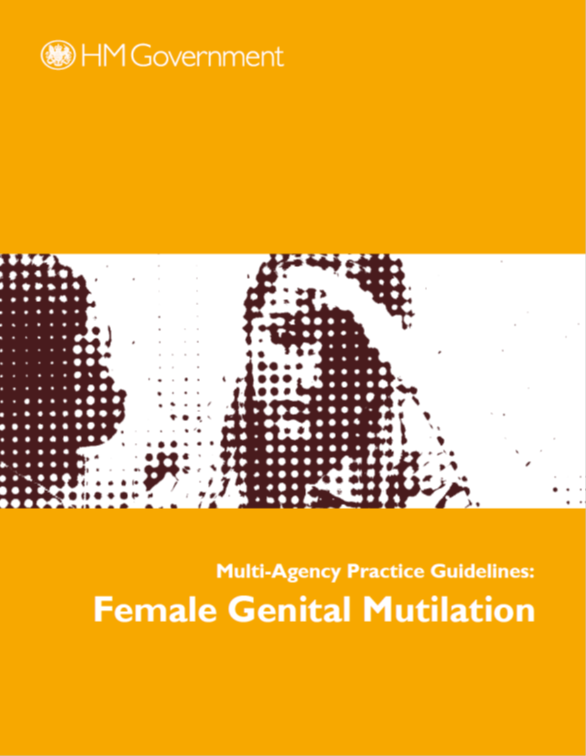 HM Government
Multi-Agency Practice Guidelines:
Female Genital Mutilation